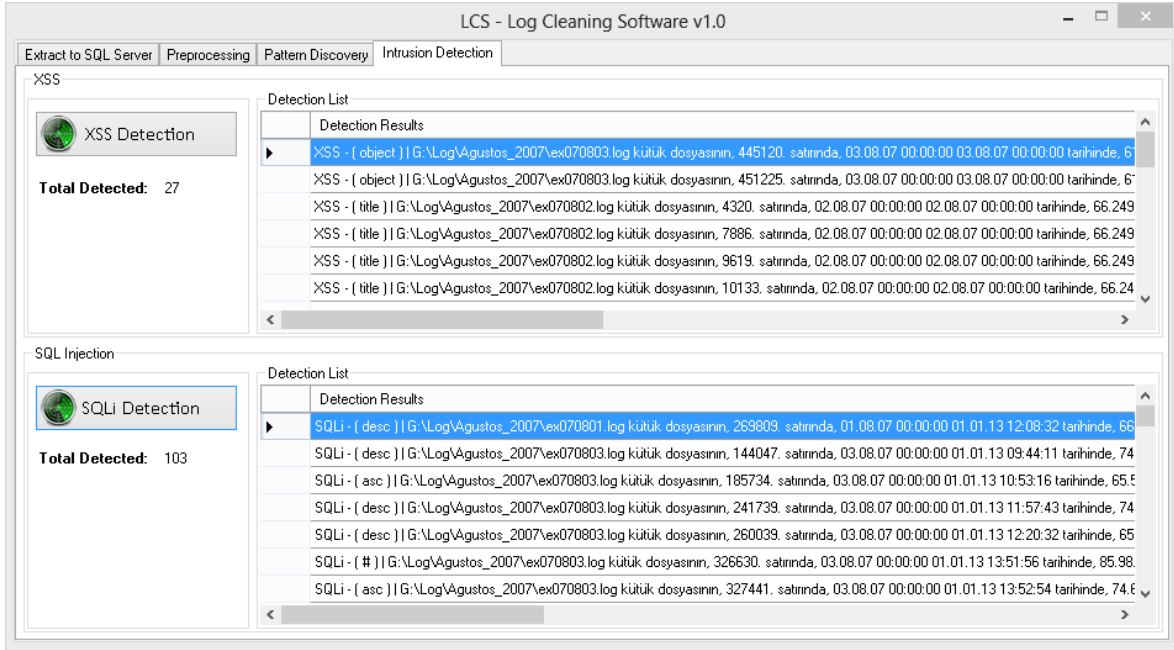 LCS - Log Cleaning Software v1.0
Extract to SQL Server Preprocessing Pattern Discovery Intrusion Detection
XSS
Detection List
XSS Detection
Detection Results
XSS - ( object ) | G:\Log\Agustos_2007\ex070803.log kütük dosyasının, 445120. satırında, 03.08.07 00:00:00 03.08.07 00:00:00 tarihinde,
XSS - ( object ) | G:\Log\Agustos_2007\ex070803.log kütük dosyasının, 451225. satırında, 03.08.07 00:00:00 03.08.07 00:00:00 tarihinde,
Total Detected: 27
XSS - ( title ) | G:\Log\Agustos_2007\ex070802.log kütük dosyasının, 4320. satırında, 02.08.07 00:00:00 02.08.07 00:00:00 tarihinde, 66.249
XSS - ( title ) | G:\Log\Agustos_2007\ex070802.log kütük dosyasının, 7886. satırında, 02.08.07 00:00:00 02.08.07 00:00:00 tarihinde, 66.249
XSS - ( title ) | G:\Log\Agustos_2007\ex070802.log kütük dosyasının, 9619. satırında, 02.08.07 00:00:00 02.08.07 00:00:00 tarihinde, 66.249
XSS - ( title ) | G:\Log\Agustos_2007\ex070802.log kütük dosyasının, 10133. satırında, 02.08.07 00:00:00 02.08.07 00:00:00 tarihinde, 66.24
SQL Injection
Detection List
SQLi Detection
Detection Results
SQLi - ( desc ) | G:\Log\Agustos_2007\ex070801.log kütük dosyasının, 269809. satırında, 01.08.07 00:00:00 01.01.13 12:08:32 tarihinde, 66
SQLi - ( desc ) | G:\Log\Agustos_2007\ex070803.log kütük dosyasının, 144047. satırında, 03.08.07 00:00:00 01.01.13 09:44:11 tarihinde, 74
Total Detected: 103
SQLi - ( asc ) | G:\Log\Agustos_2007\ex070803.log kütük dosyasının, 185734. satırında, 03.08.07 00:00:00 01.01.13 10:53:16 tarihinde, 65.5
SQLi - ( desc ) | G:\Log\Agustos_2007\ex070803.log kütük dosyasının, 241739. satırında, 03.08.07 00:00:00 01.01.13 11:57:43 tarihinde, 74
SQLi - ( desc ) | G:\Log\Agustos_2007\ex070803.log kütük dosyasının, 260039. satırında, 03.08.07 00:00:00 01.01.13 12:20:32 tarihinde, 65
SQLi - ( # ) | G:\Log\Agustos_2007\ex070803.log kütük dosyasının, 326630. satırında, 03.08.07 00:00:00 01.01.13 13:51:56 tarihinde, 85.98.
SQLi - ( asc ) | G:\Log\Agustos_2007\ex070803.log kütük dosyasının, 327441. satırında, 03.08.07 00:00:00 01.01.13 13:52:54 tarihinde, 74.6